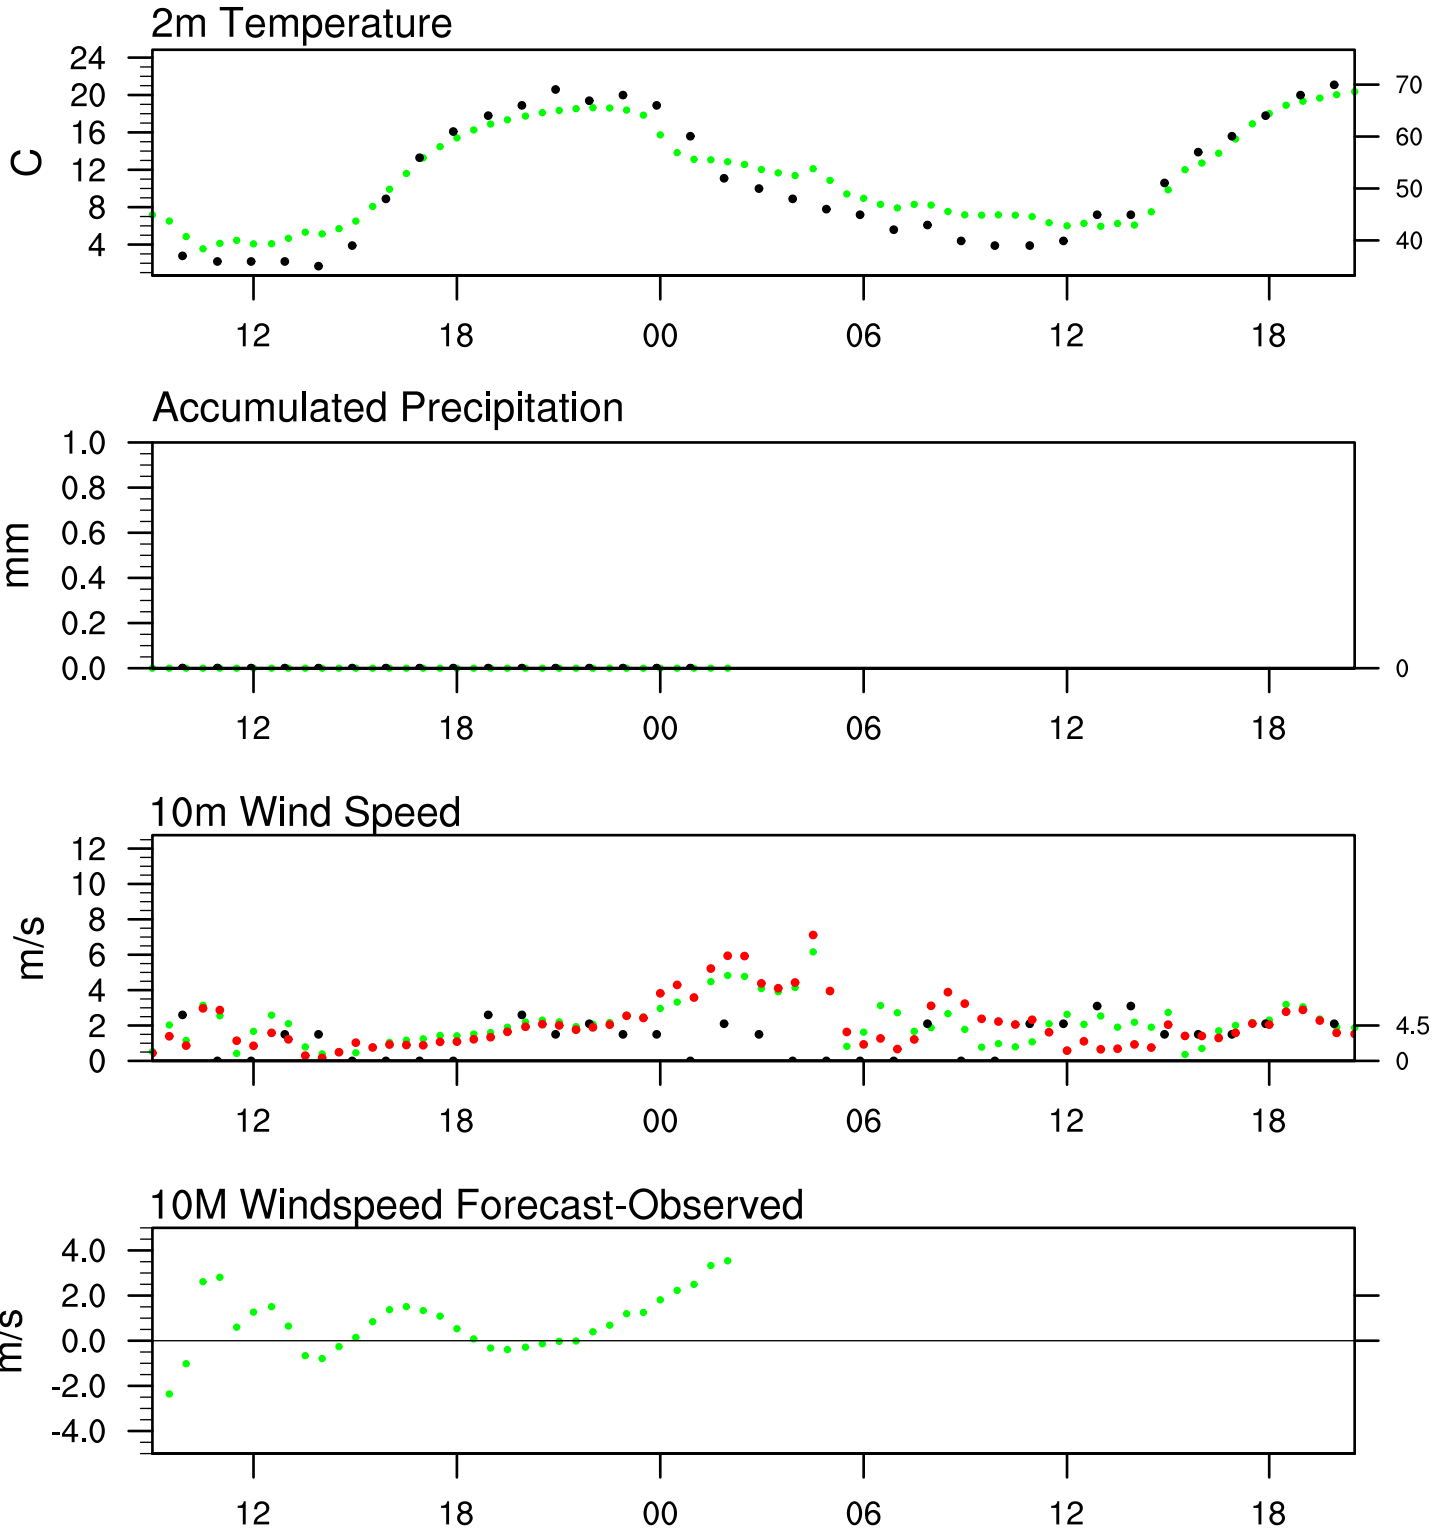 2m Temperature
24
20
16
12
8
4
C
70
60
50
40
12 18 00 06 12 18
Accumulated Precipitation
1.0
0.8
0.6
0.4
0.2
0.0
mm
0
12 18 00 06 12 18
10m Wind Speed
12
10
8
6
4
2
0
m/s
4.5
0
12 18 00 06 12 18
10M Windspeed Forecast-Observed
4.0
2.0
0.0
-2.0
-4.0
m/s
12 18 00 06 12 18